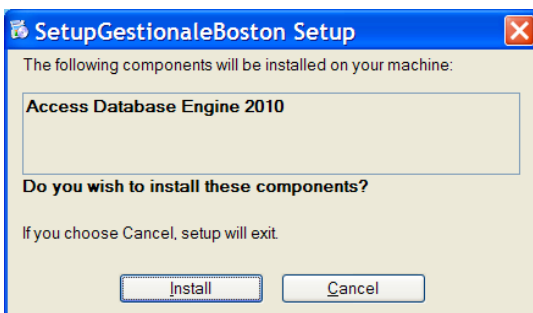 SetupGestionaleBoston Setup
The following components will be installed on your machine:
Access Database Engine 2010
Do you wish to install these components?
If you choose Cancel, setup will exit.
Install
Cancel